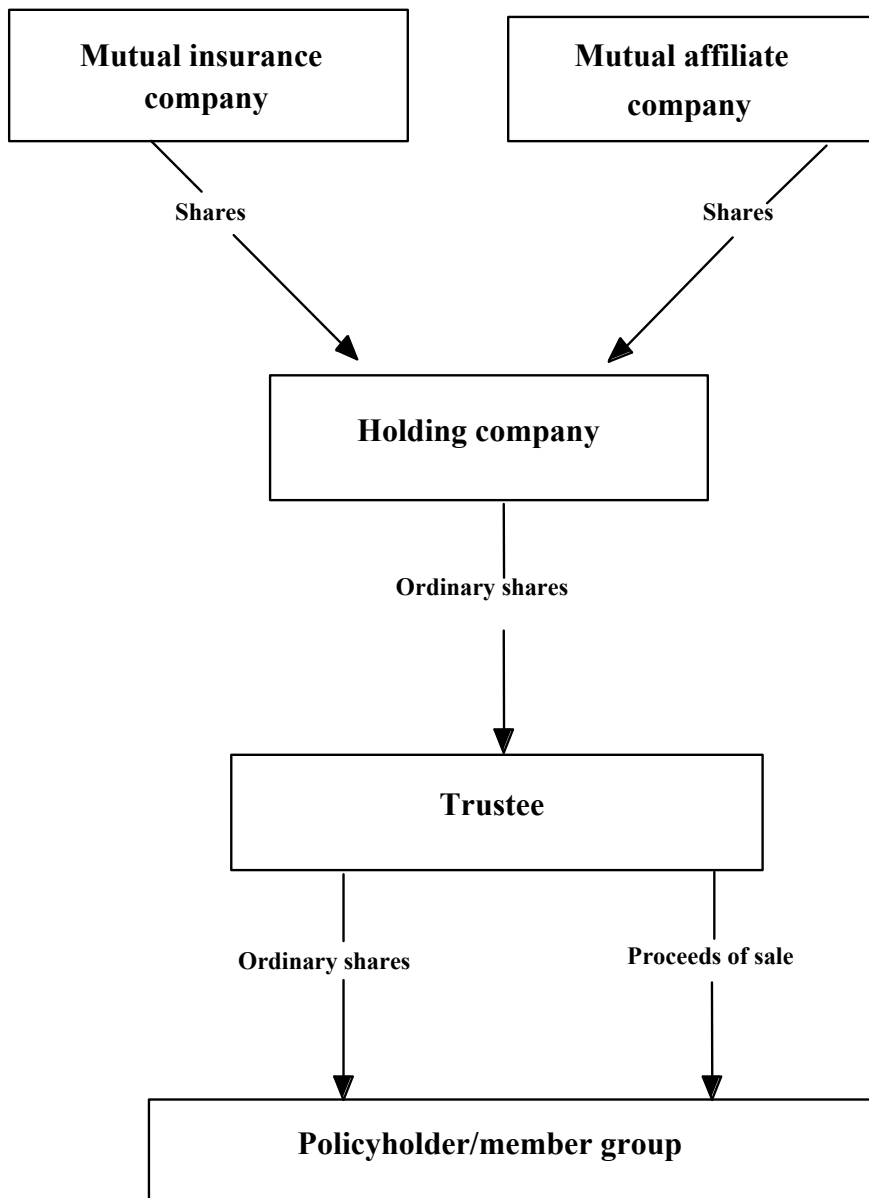 Mutual insurance
company
Mutual affiliate
company
Shares
Shares
Holding company
Ordinary shares
Trustee
Ordinary shares
Proceeds of sale
Policyholder/member group